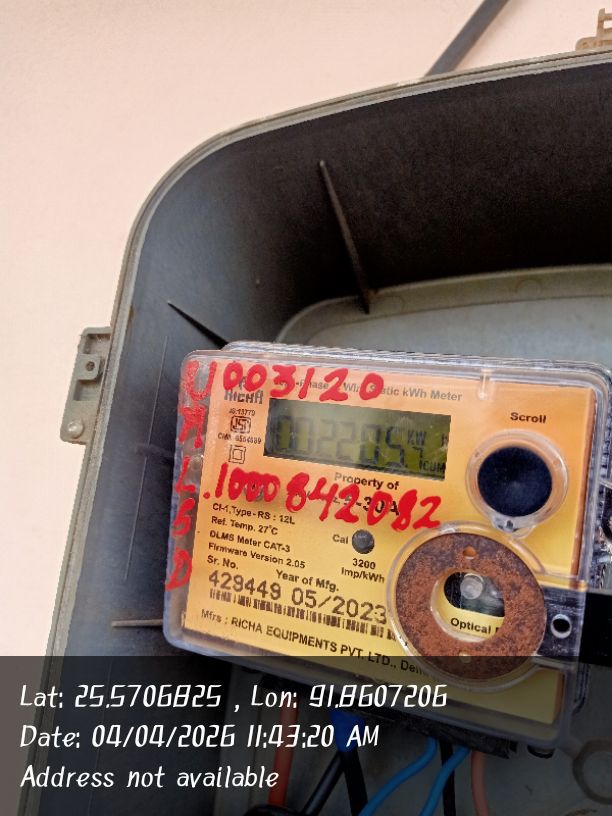 003120
-Phase
Static kWh Meter
RICHA
IS:13779
Scroll
KW
CUM
Property of
.1000842082
-30A
Cl-1,Type-RS: 12L
Ref. Temp. 27°C
DLMS Meter CAT-3
Firmware Version 2.05
Cal
3200
imp/kWh
Sr. No.
Year of Mfg.
429449 05/2023
Optical
Mfrs : RICHA EQUIPMENTS PVT. LTD.,
Lat: 25.5706825 , Lon: 91.8607206
Date: 04/04/2026 11:43:20 AM
Address not available